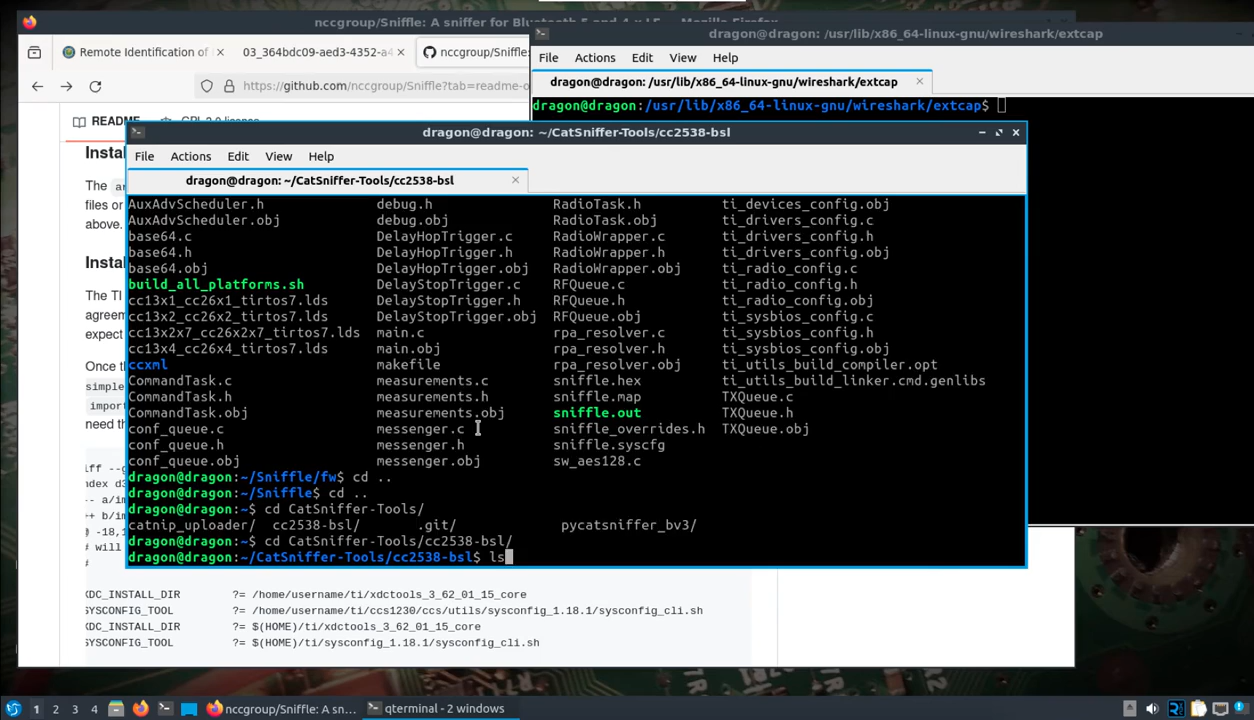 nccgroup/Sniffle: A sniffer for Bluetooth 5 and 4.x LE — Mozilla Firefox
Remote Identification of
03_364bdc09-aed3-4352-a4
nccgroup/Sniffle:
https://github.com/nccgroup/Sniffle?tab=readme-o
README
GPL-3.0 license
Instal
The
files or
above.
Instal
The TI
agreem
expect
Once th
simple
import
need th
iff --g
ndex d3
-- a/im
++ b/im
-18,1
# will
#
XDC_INSTALL_DIR ?= /home/username/ti/xdctools_3_62_01_15_core
SYSCONFIG_TOOL ?= /home/username/ti/ccs1230/ccs/utils/sysconfig_1.18.1/sysconfig_cli.sh
XDC_INSTALL_DIR ?= $(HOME)/ti/xdctools_3_62_01_15_core
SYSCONFIG_TOOL ?= $(HOME)/ti/sysconfig_1.18.1/sysconfig_cli.sh
dragon@dragon: /usr/lib/x86_64-linux-gnu/wireshark/extcap
File Actions Edit View Help
dragon@dragon: /usr/lib/x86_64-linux-gnu/wireshark/extcap
dragon@dragon:/usr/lib/x86_64-linux-gnu/wireshark/extcap$
dragon@dragon: ~/CatSniffer-Tools/cc2538-bsl
File Actions Edit View Help
dragon@dragon: ~/CatSniffer-Tools/cc2538-bsl
AuxAdvScheduler.h debug.h RadioTask.h ti_devices_config.obj
AuxAdvScheduler.obj debug.obj RadioTask.obj ti_drivers_config.c
base64.c DelayHopTrigger.c RadioWrapper.c ti_drivers_config.h
base64.h DelayHopTrigger.h RadioWrapper.h ti_drivers_config.obj
base64.obj DelayHopTrigger.obj RadioWrapper.obj ti_radio_config.c
build_all_platforms.sh DelayStopTrigger.c RFQueue.c ti_radio_config.h
cc13x1_cc26x1_tirtos7.lds DelayStopTrigger.h RFQueue.h ti_radio_config.obj
cc13x2_cc26x2_tirtos7.lds DelayStopTrigger.obj RFQueue.obj ti_sysbios_config.c
cc13x2x7_cc26x2x7_tirtos7.lds main.c rpa_resolver.c ti_sysbios_config.h
cc13x4_cc26x4_tirtos7.lds main.obj rpa_resolver.h ti_sysbios_config.obj
ccxml makefile rpa_resolver.obj ti_utils_build_compiler.opt
CommandTask.c measurements.c sniffle.hex ti_utils_build_linker.cmd.genlibs
CommandTask.h measurements.h sniffle.map TXQueue.c
CommandTask.obj measurements.obj sniffle.out TXQueue.h
conf_queue.c messenger.c sniffle_overrides.h TXQueue.obj
conf_queue.h messenger.h sniffle.syscfg
conf_queue.obj messenger.obj sw_aes128.c
dragon@dragon:~/Sniffle/fw$ cd ..
dragon@dragon:~/Sniffle$ cd ..
dragon@dragon:~$ cd CatSniffer-Tools/
catnip_uploader/ cc2538-bsl/ .git/ pycatsniffer_bv3/
dragon@dragon:~$ cd CatSniffer-Tools/cc2538-bsl/
dragon@dragon:~/CatSniffer-Tools/cc2538-bsl$ ls
1 2 3 4
nccgroup/Sniffle: A sn...
qterminal - 2 windows